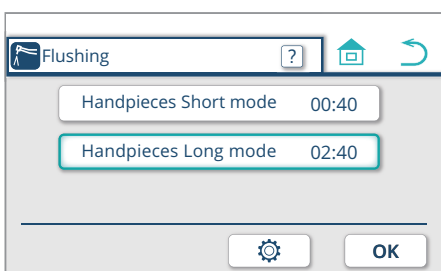 Flushing ?
Handpieces Short mode 00:40
Handpieces Long mode 02:40
OK